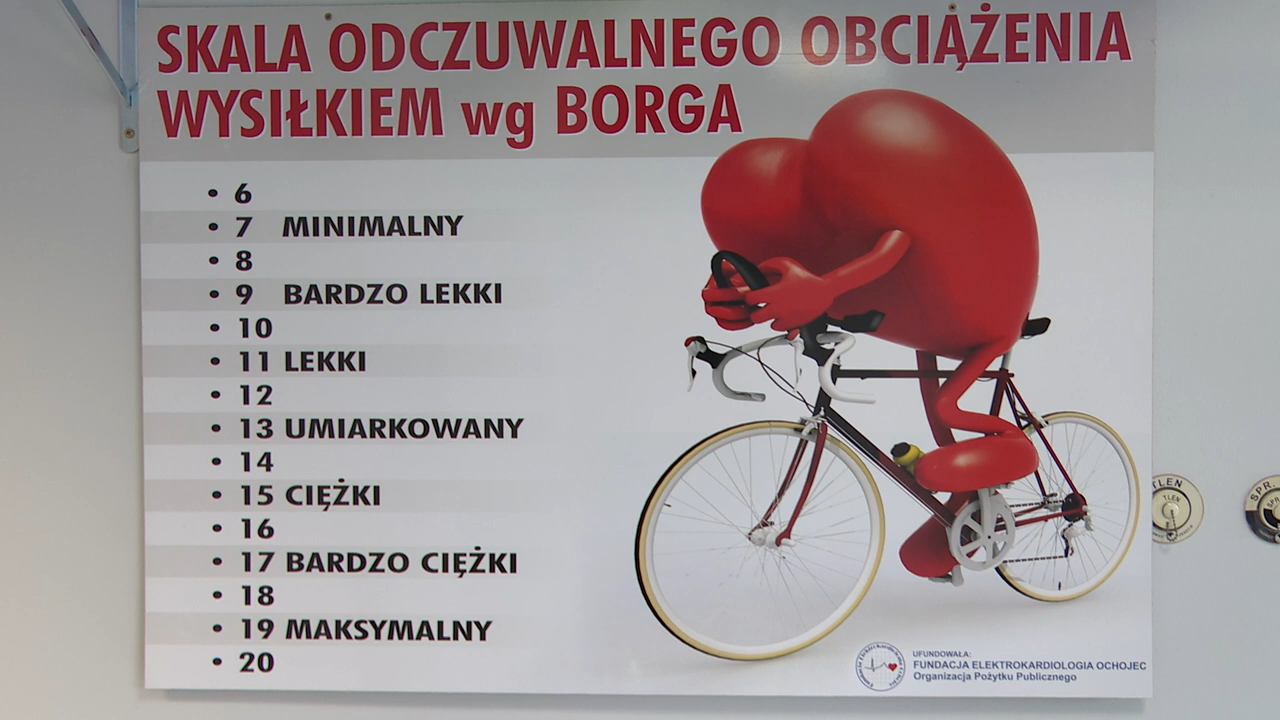 SKALA ODCZUWALNEGO OBCIĄŻENIA
WYSIŁKIEM wg BORGA
• 6
• 7 MINIMALNY
• 8
• 9 BARDZO LEKKI
• 10
• 11 LEKKI
• 12
• 13 UMIARKOWANY
• 14
• 15 CIĘŻKI
• 16
• 17 BARDZO CIĘŻKI
• 18
• 19 MAKSYMALNY
• 20
UFUNDOWAŁA:
FUNDACJA ELEKTROKARDIOLOGIA OCHOJEC
Organizacja Pożytku Publicznego
TLEN
TLEN
SPR.